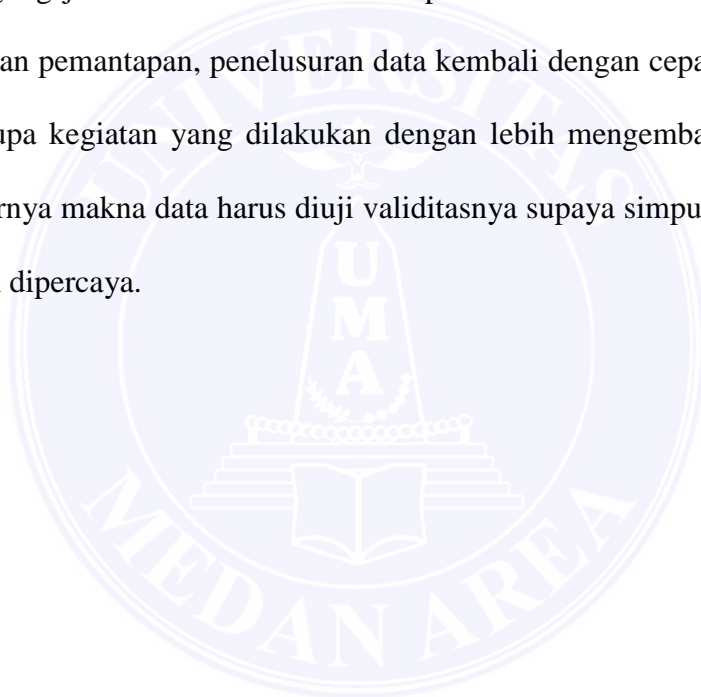 an pemantapan, penelusuran data kembali dengan cepa
upa kegiatan yang dilakukan dengan lebih mengemba
rnya makna data harus diuji validitasnya supaya simpu
dipercaya.
UNIVERSITAS
UMA
MEDAN AREA